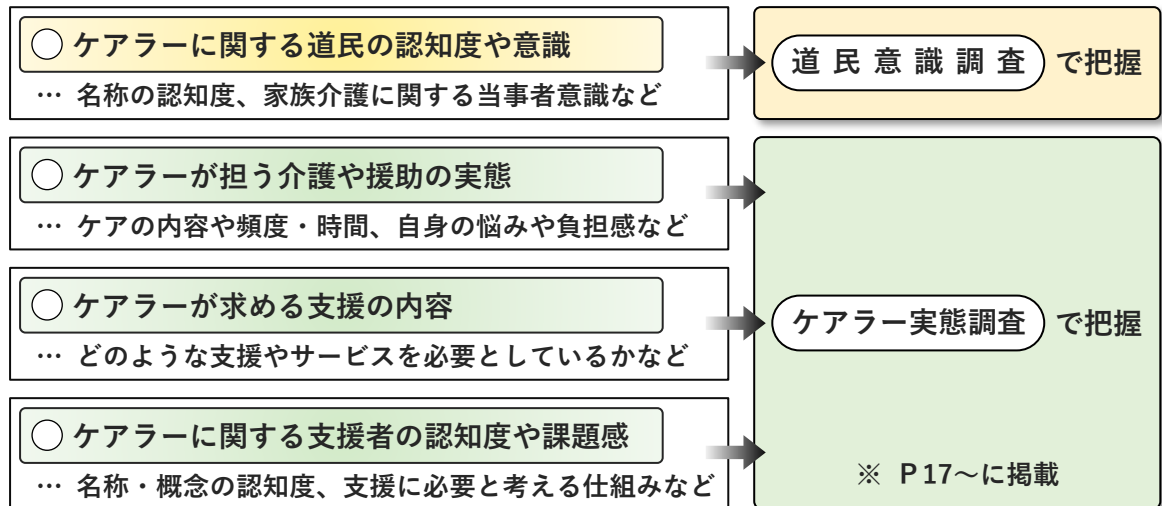 ○ ケアラーに関する道民の認知度や意識
… 名称の認知度、家族介護に関する当事者意識など
道民意識調査 で把握
○ ケアラーが担う介護や援助の実態
… ケアの内容や頻度・時間、自身の悩みや負担感など
○ ケアラーが求める支援の内容
… どのような支援やサービスを必要としているかなど
ケアラー実態調査 で把握
○ ケアラーに関する支援者の認知度や課題感
… 名称・概念の認知度、支援に必要と考える仕組みなど
※ P17～に掲載